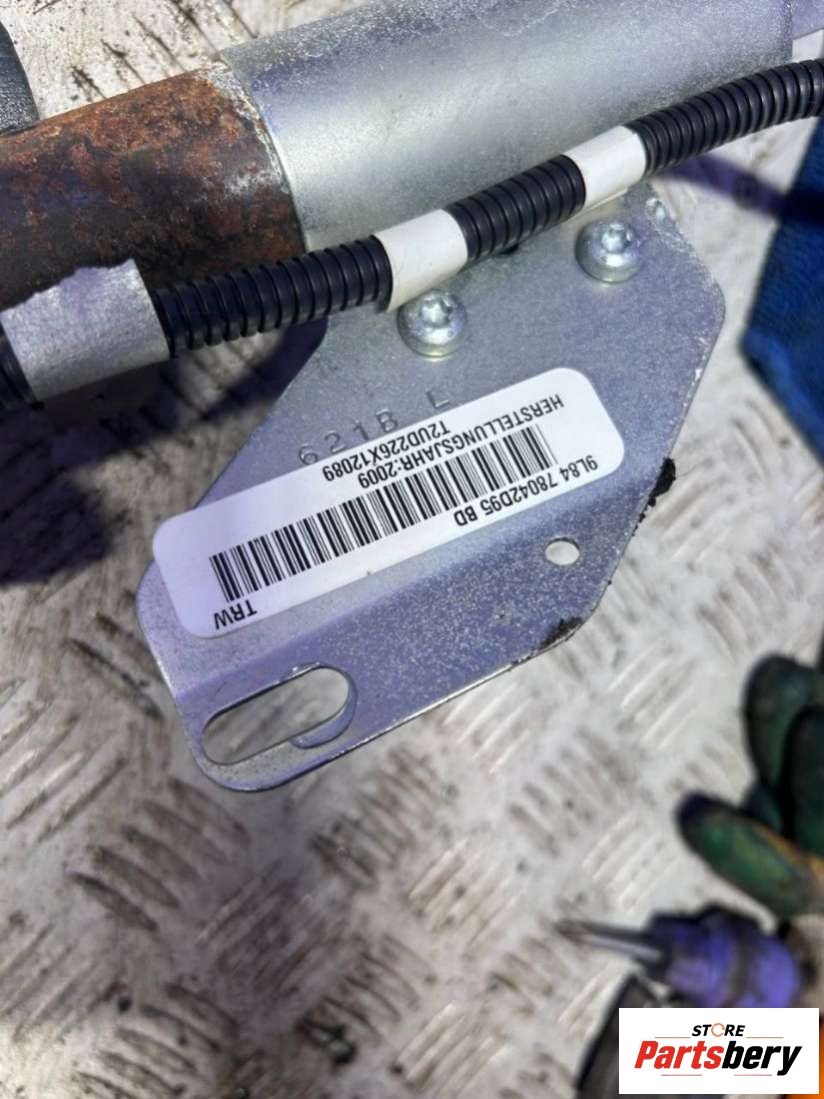 621B L
9L84 78042D95 BD
TRW
HERSTELLUNGSJAHR:2009
T2UD226X12089
STORE
Partsbery